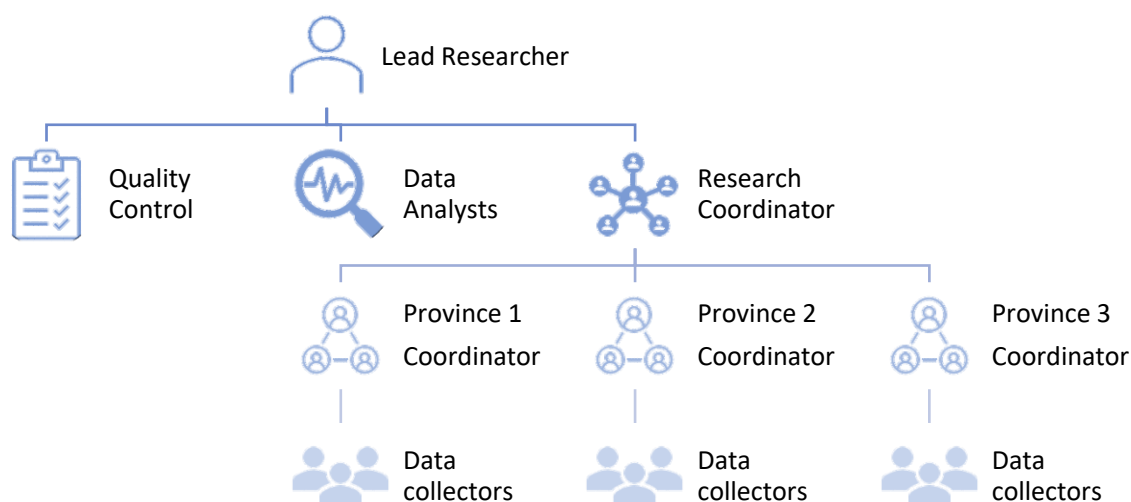 Lead Researcher
Quality
Control
Data
Analysts
Research
Coordinator
Province 1
Coordinator
Province 2
Coordinator
Province 3
Coordinator
Data
collectors
Data
collectors
Data
collectors